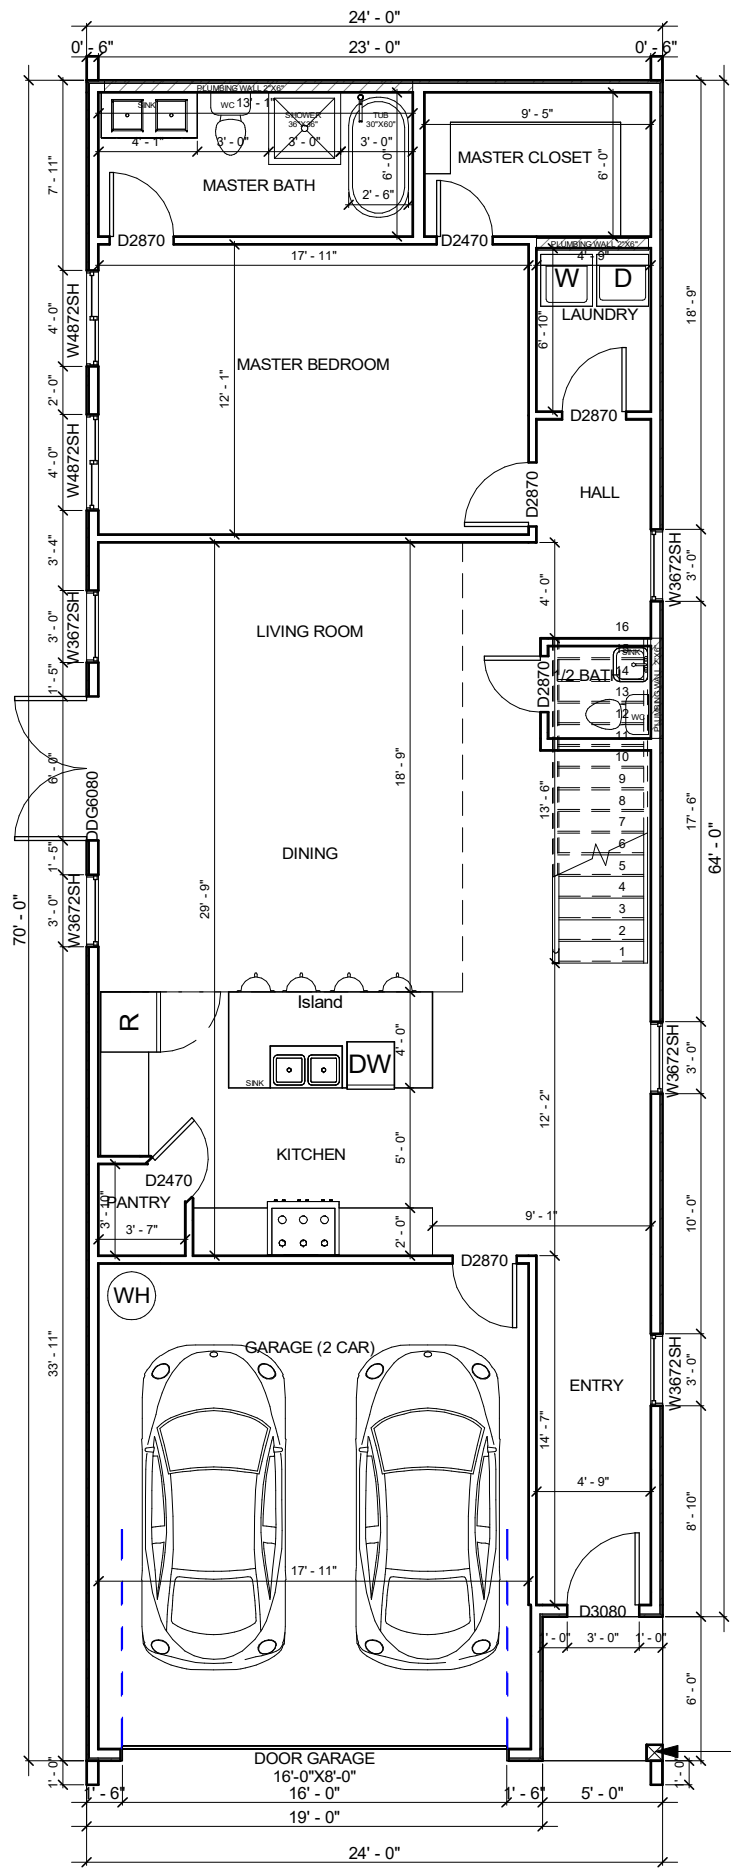 24' - 0"
0' - 6"
23' - 0"
0' - 6"
PLUMBING WALL 2"X6"
13' - 1"
SINK
WC
SHOWER
36"X36"
TUB
30"X60"
4' - 1"
3' - 0"
3' - 0"
3' - 0"
6' - 0"
2' - 6"
MASTER BATH
9' - 5"
MASTER CLOSET
6' - 0"
7' - 11"
D2870
D2470
PLUMBING WALL 2"X6"
17' - 11"
4' - 9"
W
D
LAUNDRY
6' - 10"
18' - 9"
4' - 0"
W4872SH
MASTER BEDROOM
12' - 1"
2' - 0"
D2870
4' - 0"
W4872SH
D2870
HALL
3' - 4"
W3672SH
3' - 0"
4' - 0"
3' - 0"
W3672SH
LIVING ROOM
16
15
SINK
14
1/2 BATH
13
12
WC
11
PLUMBING WALL 2"X6"
D2870
1' - 5"
6' - 0"
DDG6080
18' - 9"
13' - 6"
10
9
8
7
6
5
4
3
2
1
17' - 6"
64' - 0"
DINING
1' - 5"
3' - 0"
W3672SH
29' - 9"
70' - 0"
R
Island
4' - 0"
DW
SINK
W3672SH
3' - 0"
12' - 2"
KITCHEN
5' - 0"
D2470
PANTRY
3' - 10"
3' - 7"
9' - 1"
2' - 0"
10' - 0"
D2870
WH
GARAGE (2 CAR)
33' - 11"
ENTRY
W3672SH
3' - 0"
14' - 7"
4' - 9"
8' - 10"
17' - 11"
D3080
1' - 0"
3' - 0"
1' - 0"
6' - 0"
DOOR GARAGE
16'-0"X8'-0"
1' - 0"
1' - 0"
1' - 6"
16' - 0"
1' - 6"
5' - 0"
19' - 0"
24' - 0"